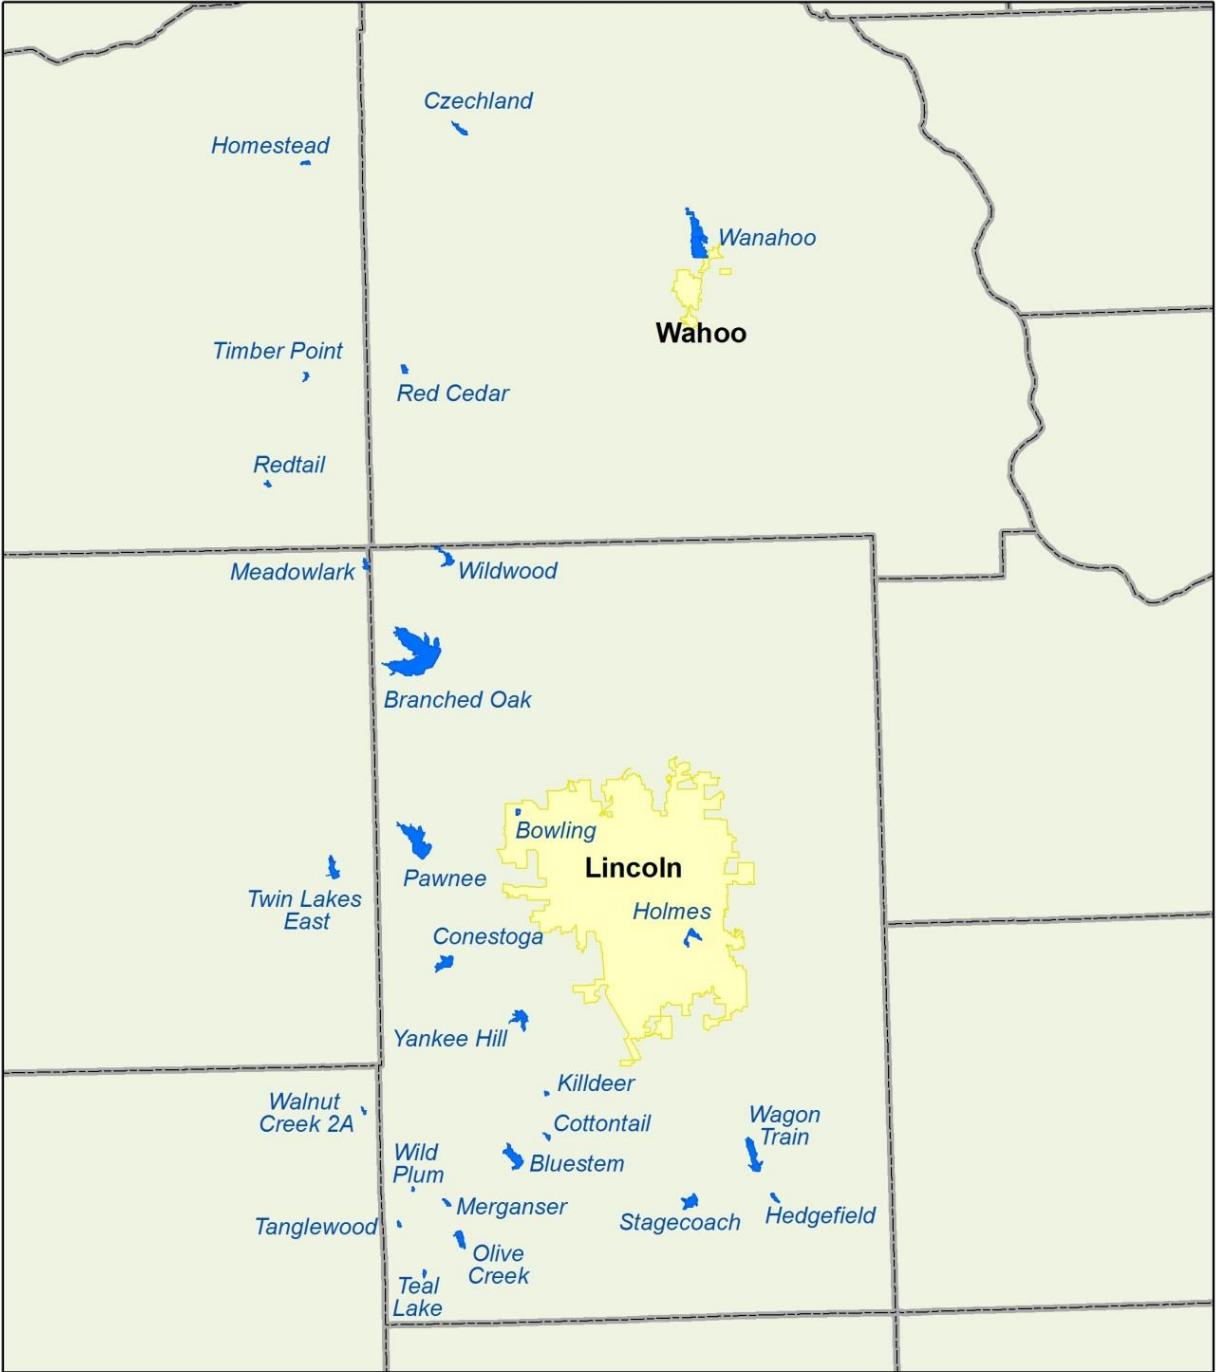 Czechland
Homestead
Wanahoo
Wahoo
Timber Point
Red Cedar
Redtail
Meadowlark
Wildwood
Branched Oak
Bowling
Lincoln
Pawnee
Twin Lakes
East
Holmes
Conestoga
Yankee Hill
Killdeer
Walnut
Creek 2A
Cottontail
Wagon
Train
Wild
Plum
Bluestem
Merganser
Tanglewood
Stagecoach
Hedgefield
Olive
Creek
Teal
Lake